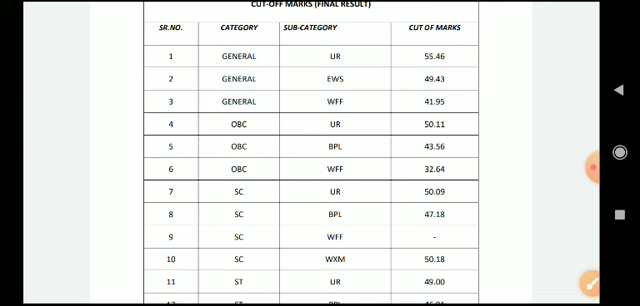 CUT-OFF MARKS (FINAL RESULT)
SR.NO. CATEGORY SUB-CATEGORY CUT OF MARKS
1 GENERAL UR 55.46
2 GENERAL EWS 49.43
3 GENERAL WFF 41.95
4 OBC UR 50.11
5 OBC BPL 43.56
6 OBC WFF 32.64
7 SC UR 50.09
8 SC BPL 47.18
9 SC WFF -
10 SC WXM 50.18
11 ST UR 49.00
12 ST BPL